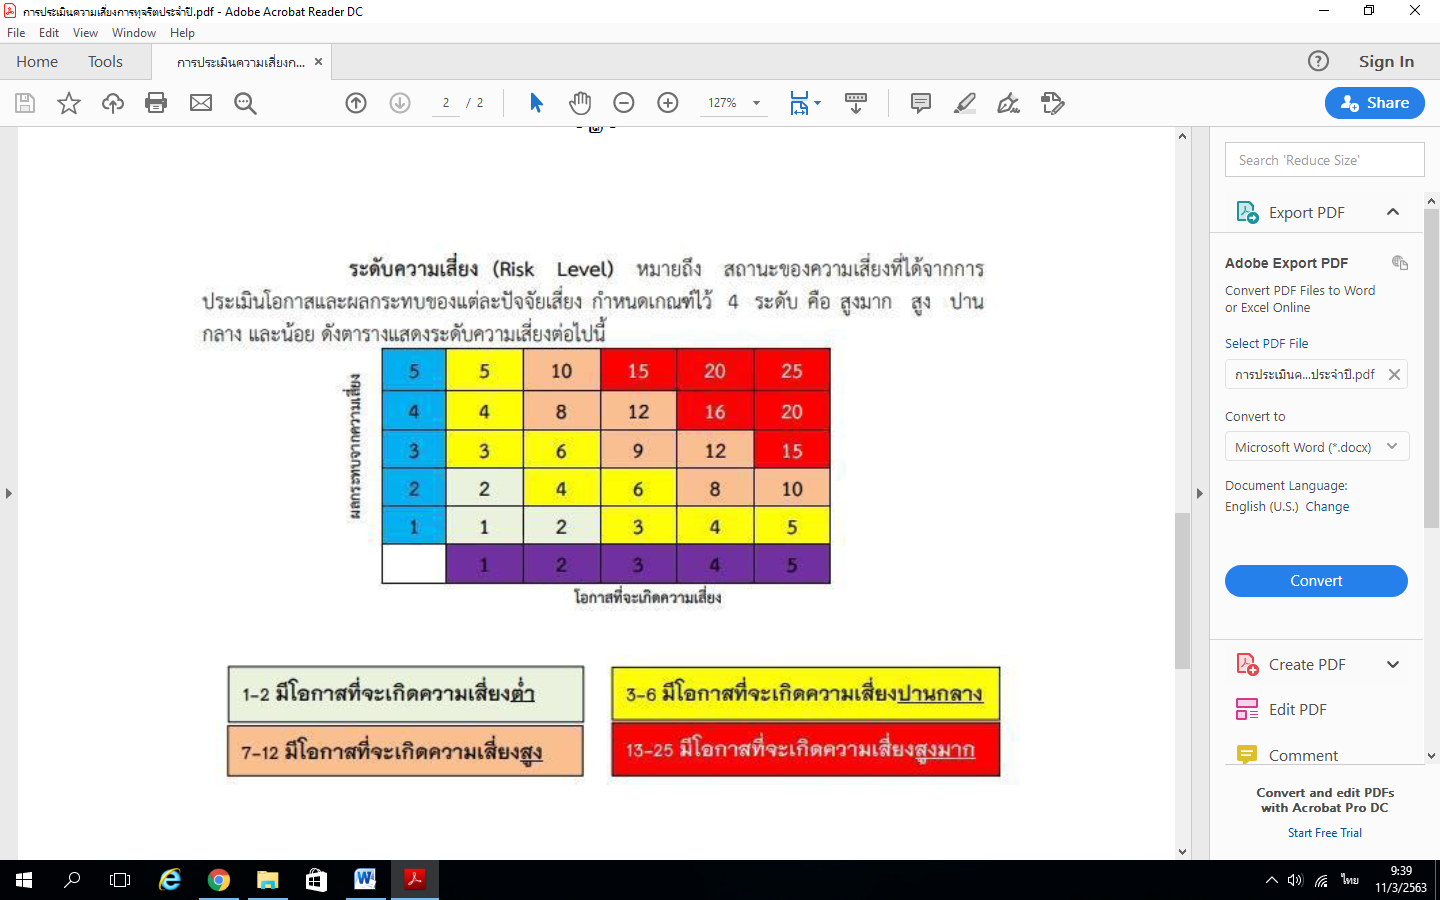 การประเมินความเสี่ยงการทุจริตประจำปี.pdf - Adobe Acrobat Reader DC
File Edit View Window Help
Home Tools การประเมินความเสี่ยงก... × Sign In
2 / 2 127% Share
- ๒ -
ระดับความเสี่ยง (Risk Level) หมายถึง สถานะของความเสี่ยงที่ได้จากการ
ประเมินโอกาสและผลกระทบของแต่ละปัจจัยเสี่ยง กำหนดเกณฑ์ไว้ 4 ระดับ คือ สูงมาก สูง ปาน
กลาง และน้อย ดังตารางแสดงระดับความเสี่ยงต่อไปนี้
ผลกระทบจากความเสี่ยง
5 5 10 15 20 25
4 4 8 12 16 20
3 3 6 9 12 15
2 2 4 6 8 10
1 1 2 3 4 5
1 2 3 4 5
โอกาสที่จะเกิดความเสี่ยง
1-2 มีโอกาสที่จะเกิดความเสี่ยงต่ำ
3-6 มีโอกาสที่จะเกิดความเสี่ยงปานกลาง
7-12 มีโอกาสที่จะเกิดความเสี่ยงสูง
13-25 มีโอกาสที่จะเกิดความเสี่ยงสูงมาก
Search 'Reduce Size'
Export PDF
Adobe Export PDF
Convert PDF Files to Word
or Excel Online
Select PDF File
การประเมินค...ประจำปี.pdf
Convert to
Microsoft Word (*.docx)
Document Language:
English (U.S.) Change
Convert
Create PDF
Edit PDF
Comment
Convert and edit PDFs
with Acrobat Pro DC
Start Free Trial
ไทย
9:39
11/3/2563